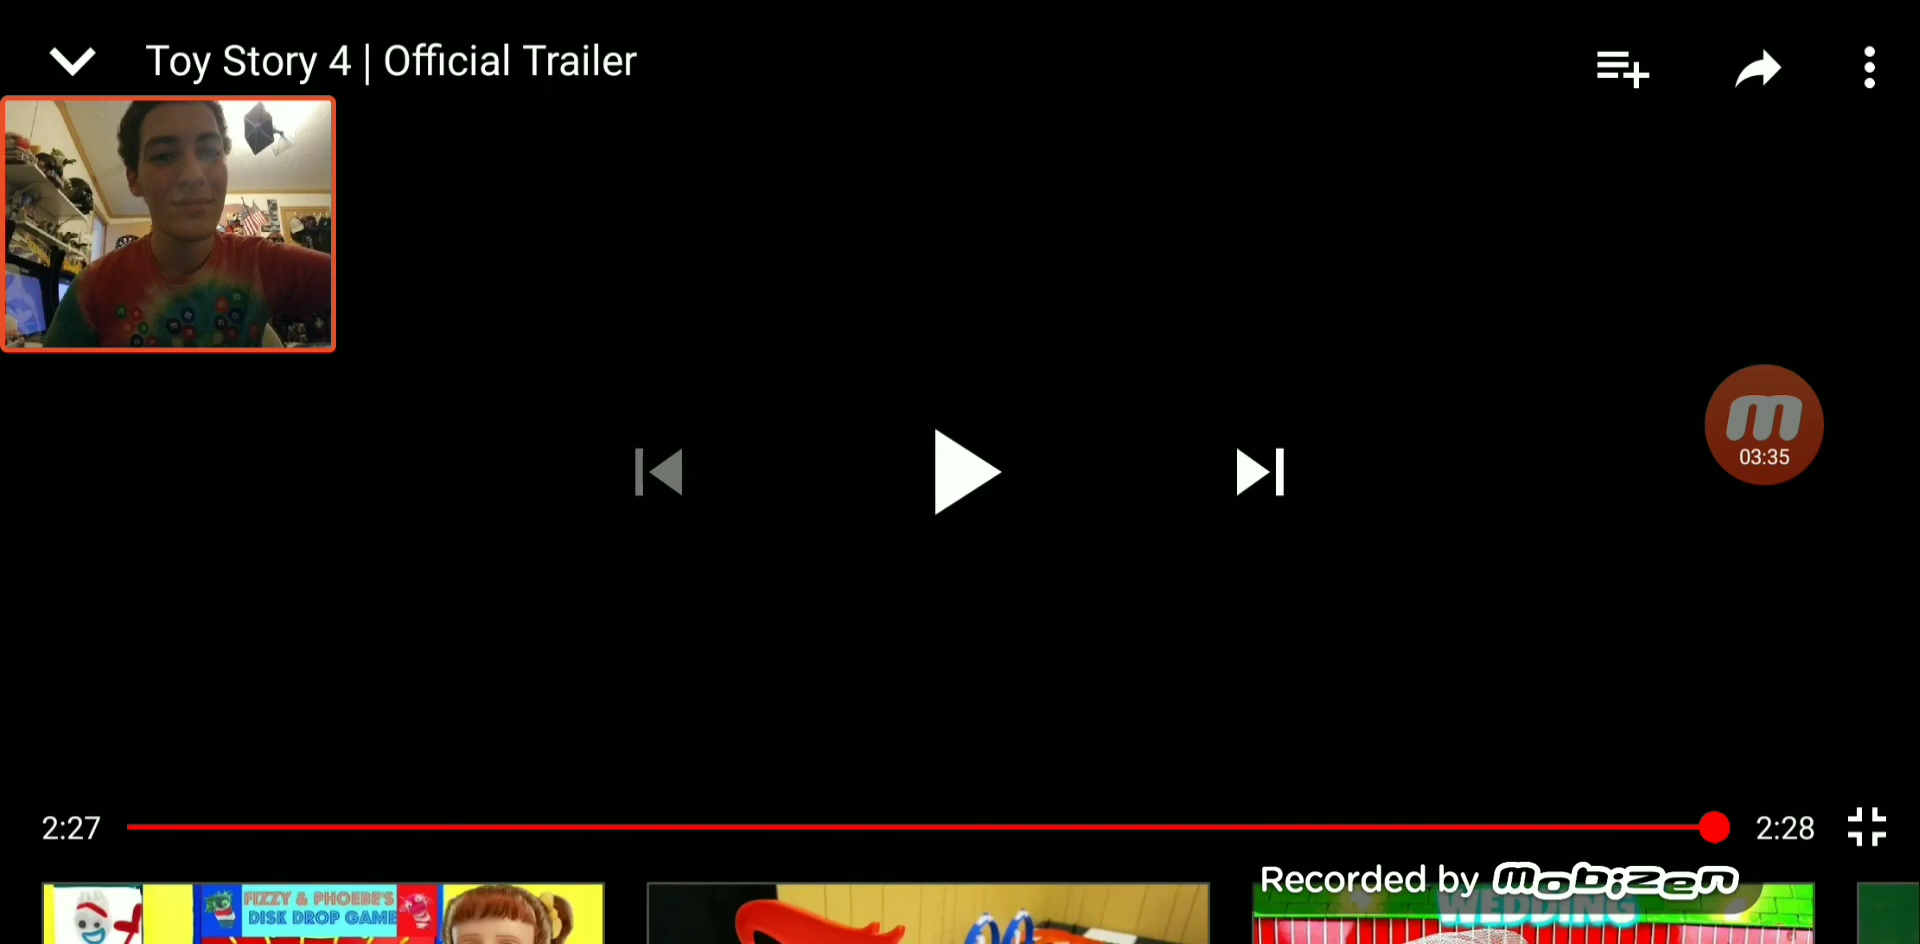 Toy Story 4 | Official Trailer
m
03:35
2:27
2:28
Recorded by mobizen
FIZZY & PHOEBE'S
DISK DROP GAME
WEDDING